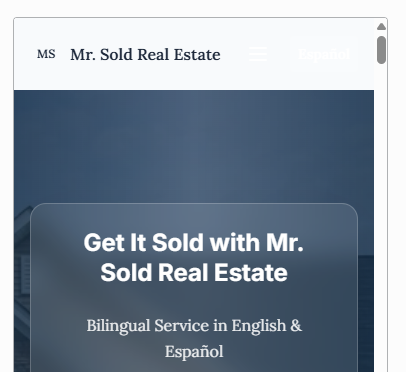 MS Mr. Sold Real Estate Español
Get It Sold with Mr.
Sold Real Estate
Bilingual Service in English &
Español